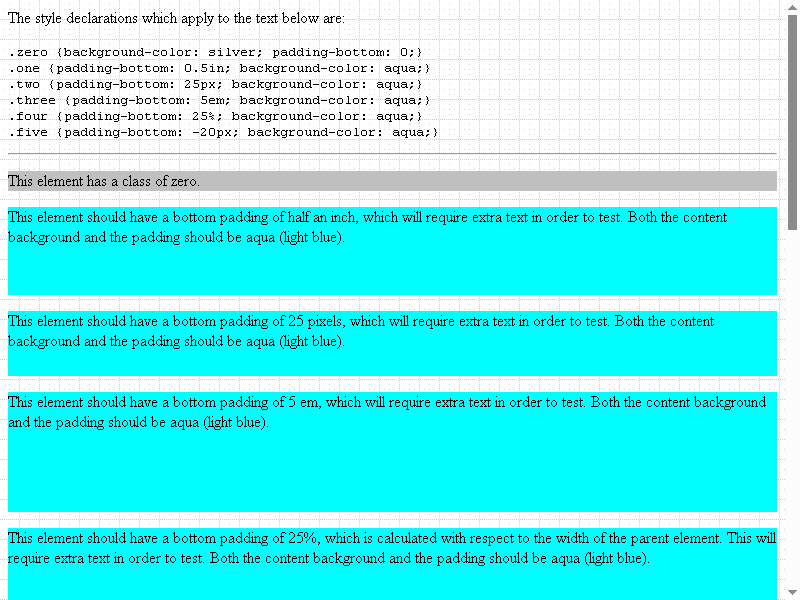 The style declarations which apply to the text below are:
.zero {background-color: silver; padding-bottom: 0;}
.one {padding-bottom: 0.5in; background-color: aqua;}
.two {padding-bottom: 25px; background-color: aqua;}
.three {padding-bottom: 5em; background-color: aqua;}
.four {padding-bottom: 25%; background-color: aqua;}
.five {padding-bottom: -20px; background-color: aqua;}
This element has a class of zero.
This element should have a bottom padding of half an inch, which will require extra text in order to test. Both the content
background and the padding should be aqua (light blue).
This element should have a bottom padding of 25 pixels, which will require extra text in order to test. Both the content
background and the padding should be aqua (light blue).
This element should have a bottom padding of 5 em, which will require extra text in order to test. Both the content background
and the padding should be aqua (light blue).
This element should have a bottom padding of 25%, which is calculated with respect to the width of the parent element. This will
require extra text in order to test. Both the content background and the padding should be aqua (light blue).